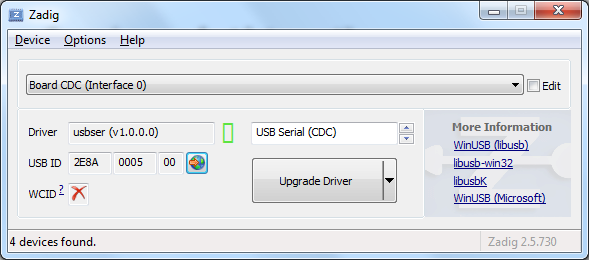 Zadig
Device Options Help
Board CDC (Interface 0)
Edit
Driver usbser (v1.0.0.0) USB Serial (CDC)
USB ID 2E8A 0005 00
WCID ?
Upgrade Driver
More Information
WinUSB (libusb)
libusb-win32
libusbK
WinUSB (Microsoft)
4 devices found.
Zadig 2.5.730